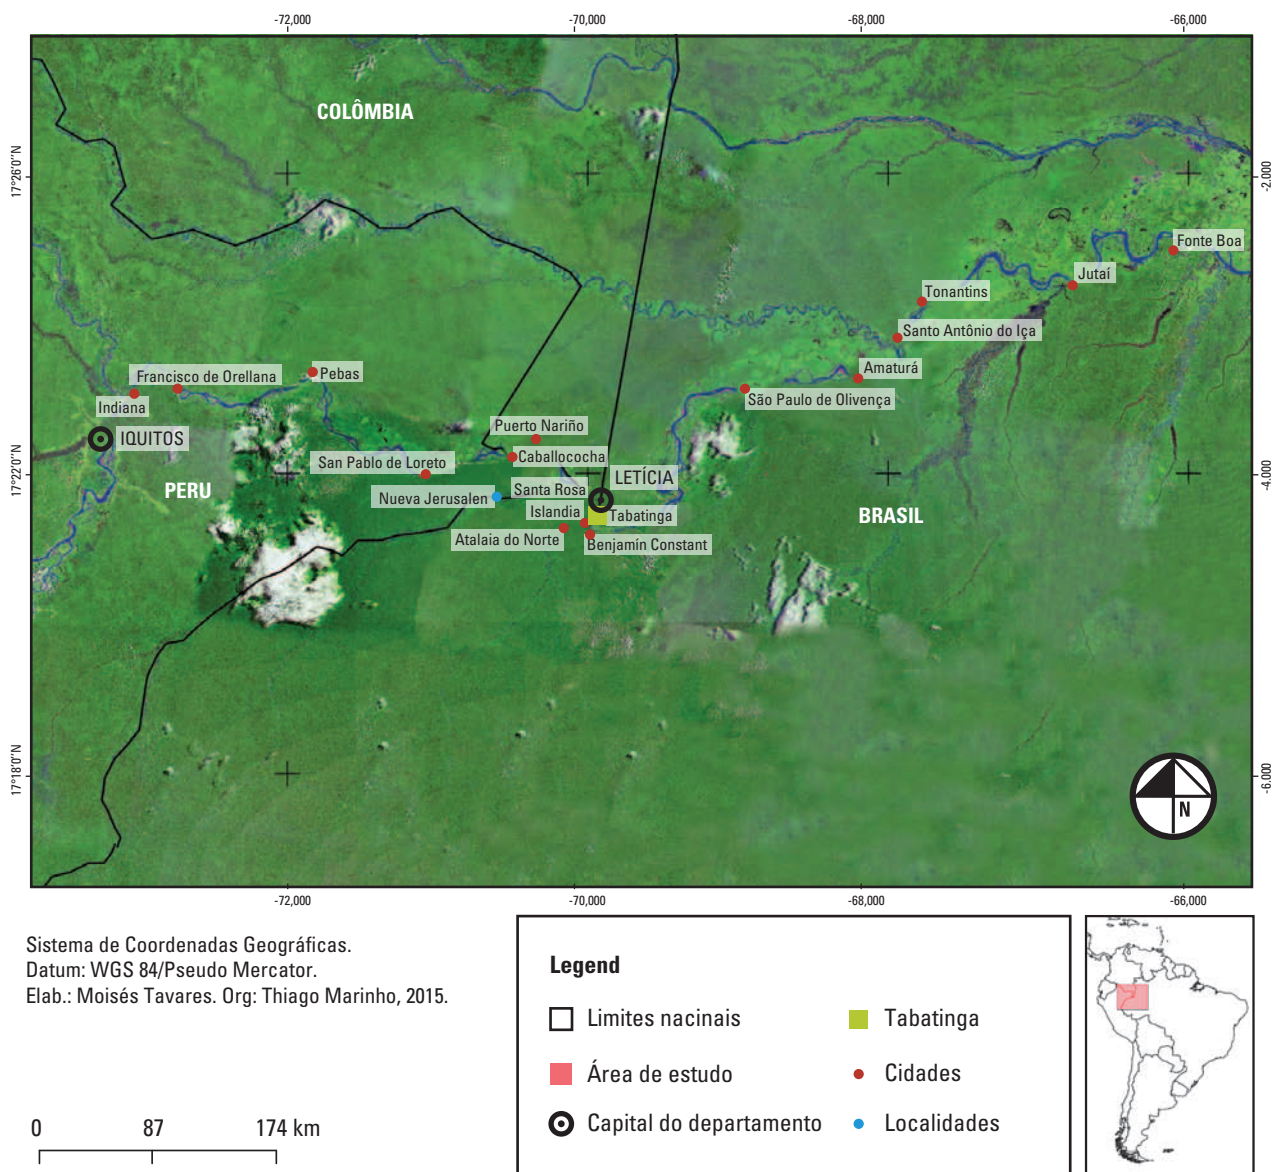 -72,000
-70,000
-68,000
-66,000
COLÔMBIA
17°26'0''N
-2.000
Fonte Boa
Jutaí
Tonantins
Santo Antônio do Iça
Amaturá
São Paulo de Olivença
Francisco de Orellana
Pebas
Indiana
IQUITOS
Puerto Nariño
Caballococha
San Pablo de Loreto
17°22'0''N
-4.000
LETÍCIA
PERU
Nueva Jerusalen
Santa Rosa
Islandia
Tabatinga
BRASIL
Atalaia do Norte
Benjamín Constant
17°18'0''N
-6.000
N
-72,000
-70,000
-68,000
-66,000
Sistema de Coordenadas Geográficas.
Datum: WGS 84/Pseudo Mercator.
Elab.: Moisés Tavares. Org: Thiago Marinho, 2015.
0 87 174 km
Legend
Limites nacinais
Tabatinga
Área de estudo
Cidades
Capital do departamento
Localidades